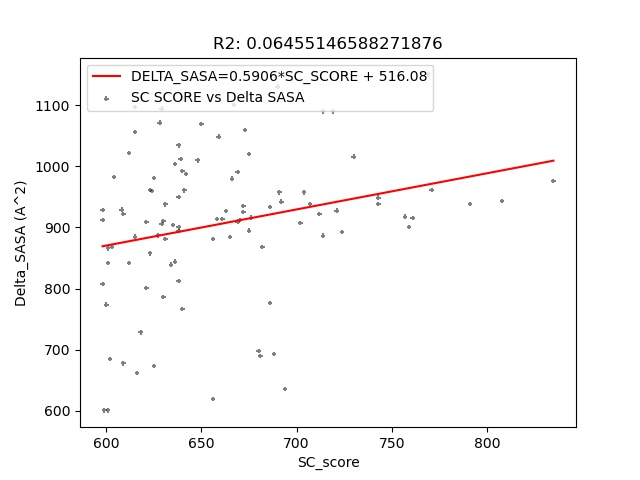 R2: 0.06455146588271876
DELTA_SASA=0.5906*SC_SCORE + 516.08
SC SCORE vs Delta SASA
Delta_SASA (A^2)
1100
1000
900
800
700
600
600 650 700 750 800
SC_score